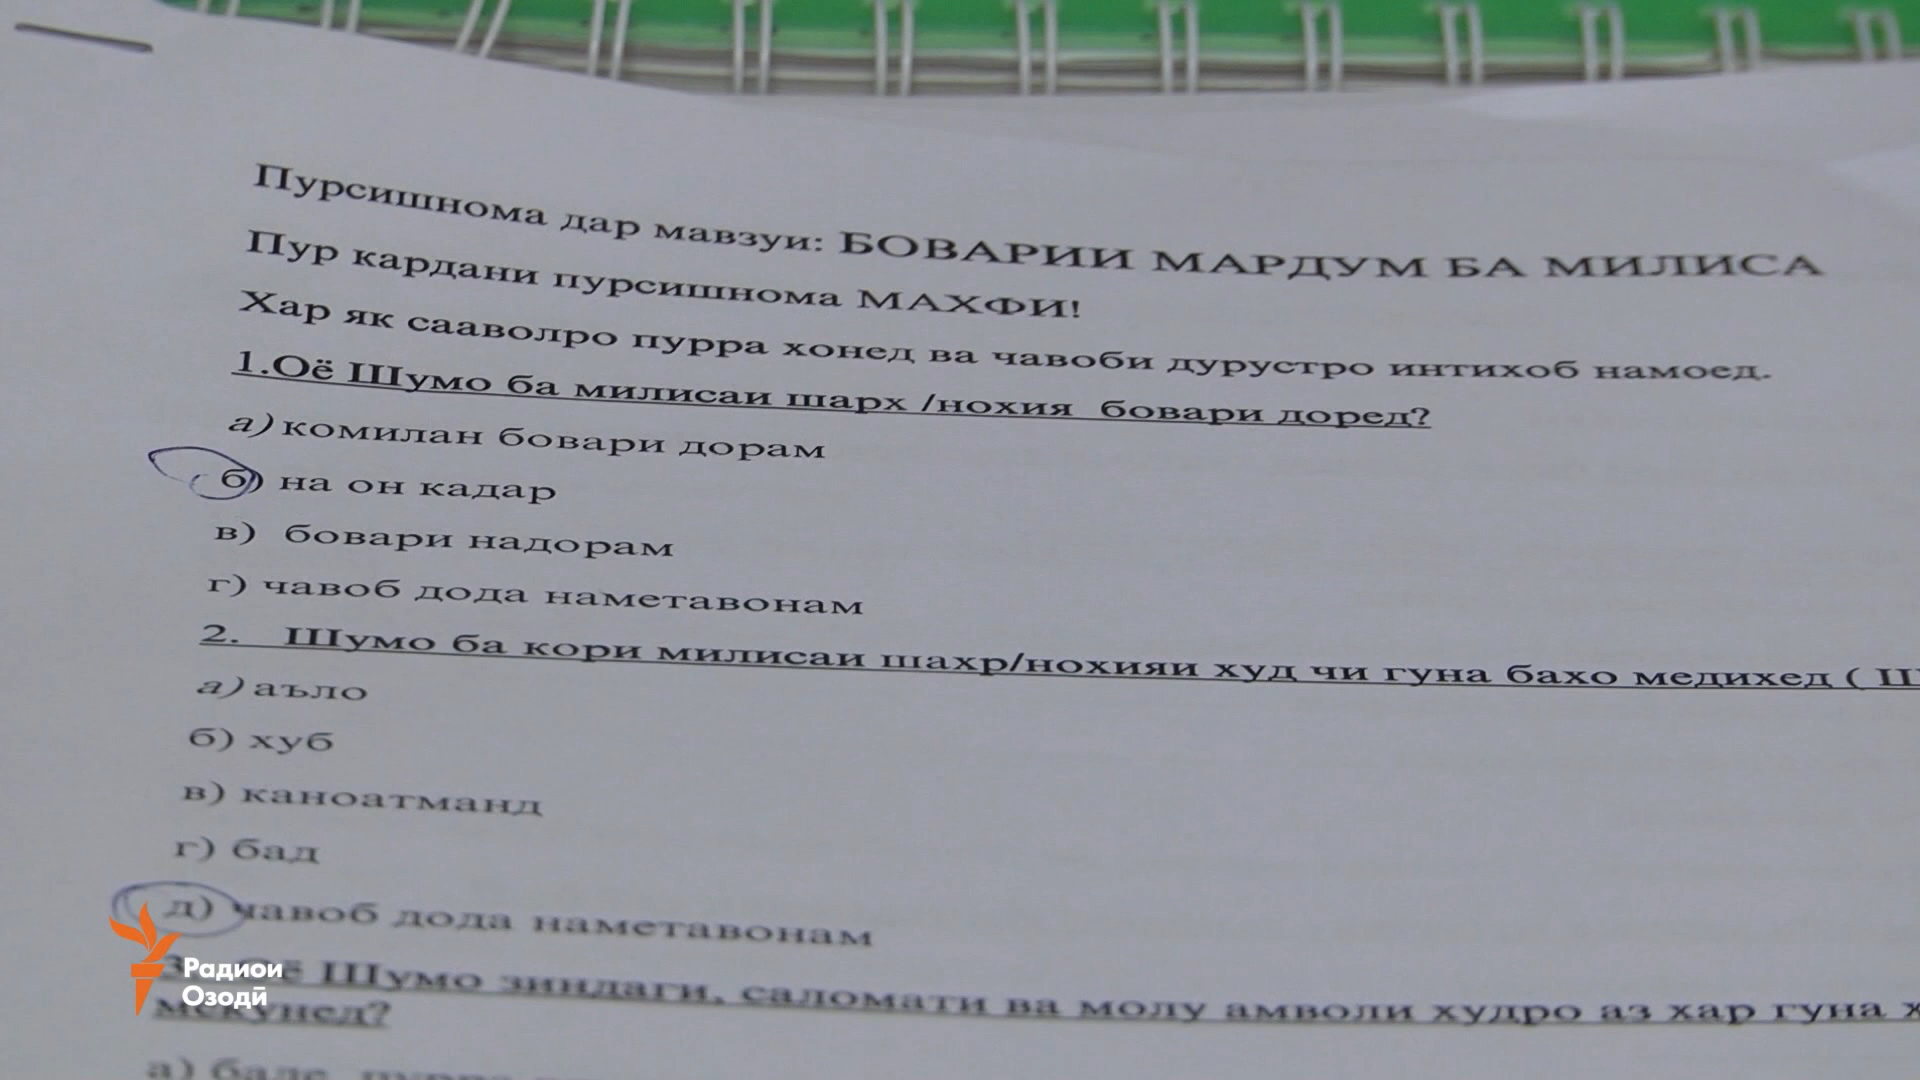 Пурсишнома дар мавзуи: БОВАРИИ МАРДУМ БА МИЛИСА
Пур кардани пурсишнома МАХФИ!
Хар як сааволро пурра хонед ва чавоби дурустро интихоб намоед.
1.Оё Шумо ба милисаи шарх /нохия бовари доред?
а) комилан бовари дорам
б) на он кадар
в) бовари надорам
г) чавоб дода наметавонам
2. Шумо ба кори милисаи шахр/нохияи худ чи гуна бахо медихед (
а) аъло
б) хуб
в) каноатманд
г) бад
д) чавоб дода наметавонам
3. Оё Шумо зиндаги, саломати ва молу амволи худро аз хар гуна
мекунед?
а) бале
Радиои
Озодӣ